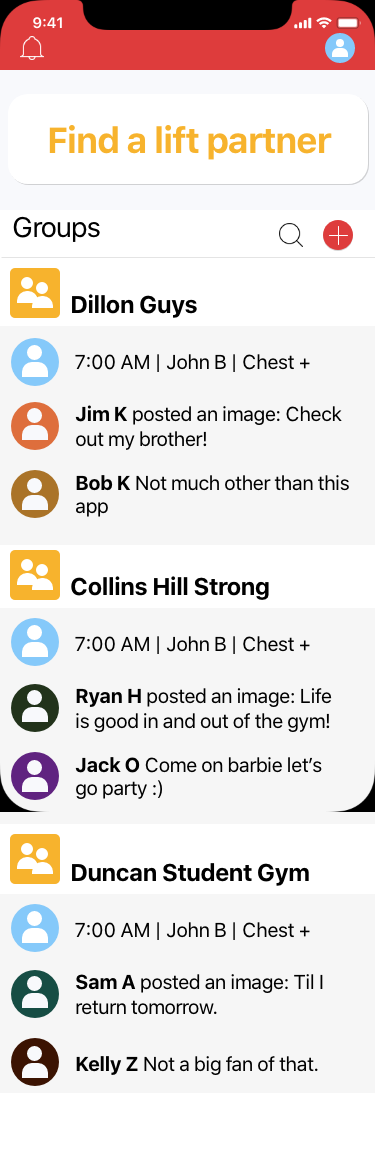 9:41
Find a lift partner
Groups
Dillon Guys
7:00 AM | John B | Chest +
Jim K posted an image: Check
out my brother!
Bob K Not much other than this
app
Collins Hill Strong
7:00 AM | John B | Chest +
Ryan H posted an image: Life
is good in and out of the gym!
Jack O Come on barbie let’s
go party :)
Duncan Student Gym
7:00 AM | John B | Chest +
Sam A posted an image: Til I
return tomorrow.
Kelly Z Not a big fan of that.